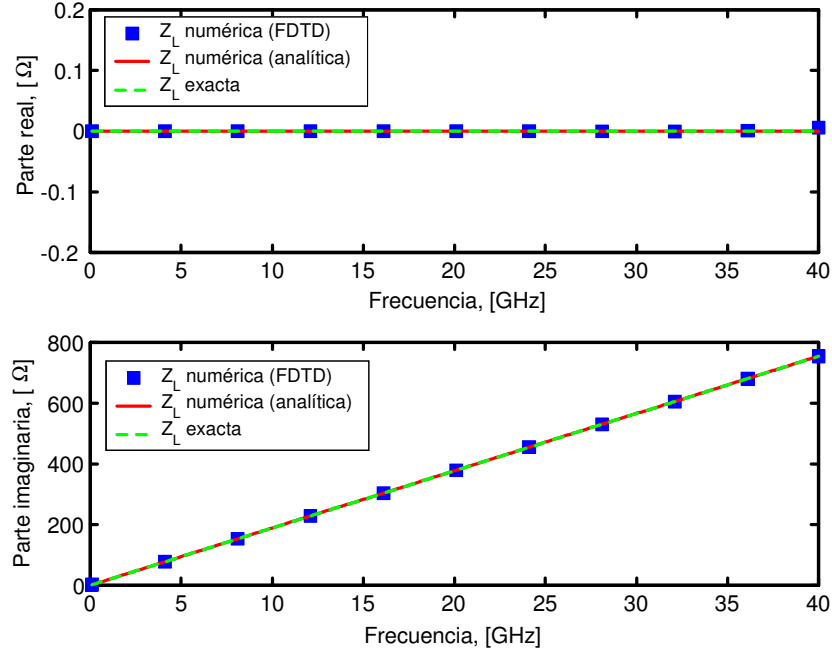 0.2
0.1
0
-0.1
-0.2
Parte real, [ Ω]
Z_L numérica (FDTD)
Z_L numérica (analítica)
Z_L exacta
0 5 10 15 20 25 30 35 40
Frecuencia, [GHz]
800
600
400
200
0
Parte imaginaria, [ Ω]
Z_L numérica (FDTD)
Z_L numérica (analítica)
Z_L exacta
0 5 10 15 20 25 30 35 40
Frecuencia, [GHz]